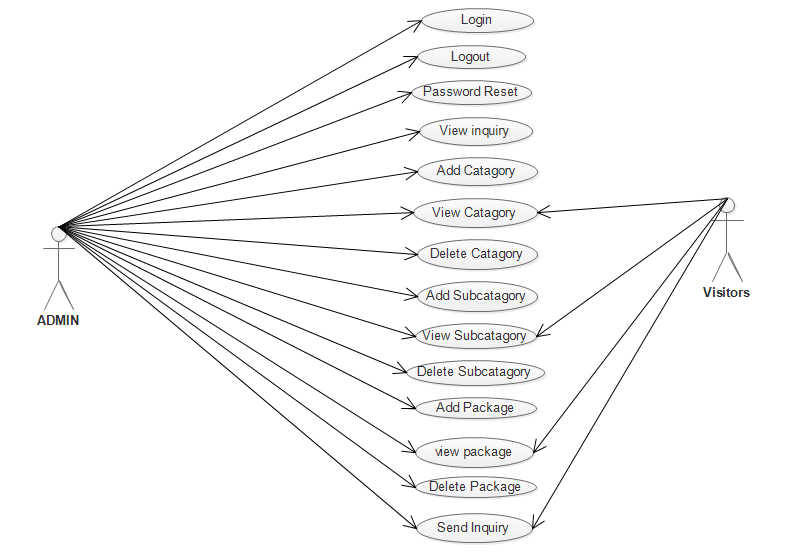 Login
Logout
Password Reset
View inquiry
Add Catagory
View Catagory
Delete Catagory
Add Subcatagory
View Subcatagory
Delete Subcatagory
Add Package
view package
Delete Package
Send Inquiry
ADMIN
Visitors